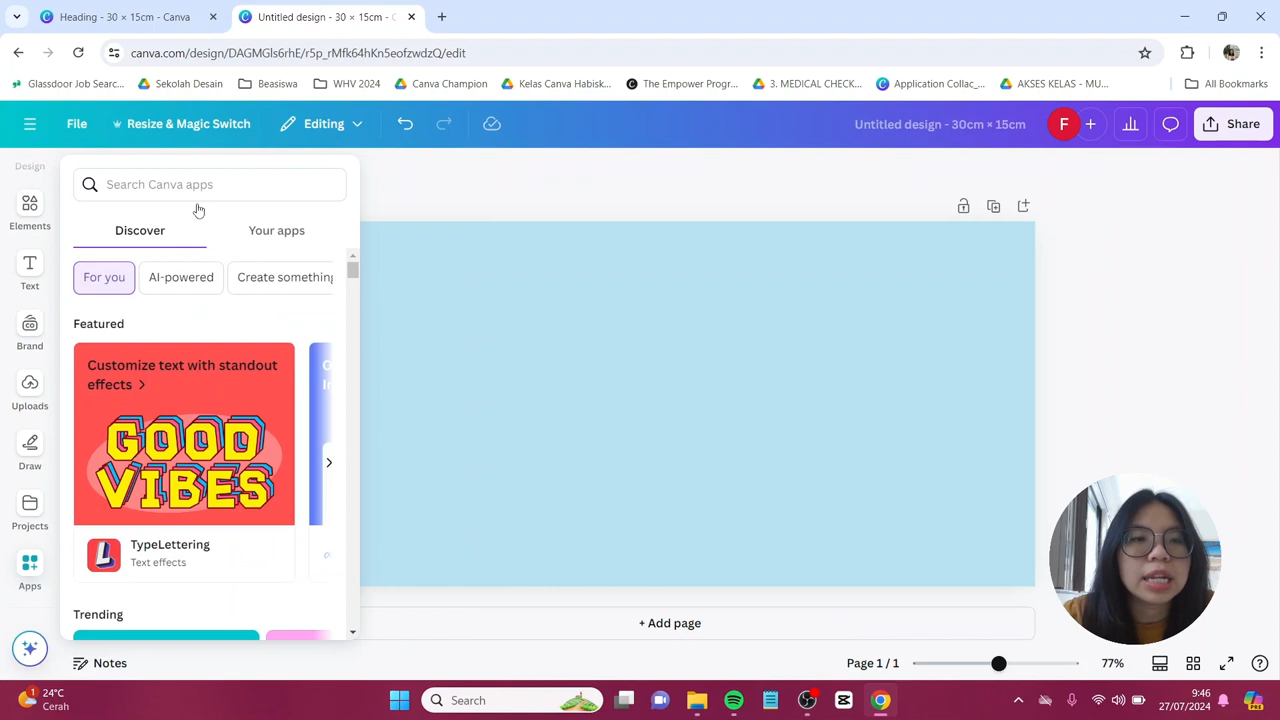 Heading - 30 × 15cm - Canva
Untitled design - 30 × 15cm - C
canva.com/design/DAGMGls6rhE/r5p_rMfk64hKn5eofzwdzQ/edit
Glassdoor Job Searc...
Sekolah Desain
Beasiswa
WHV 2024
Canva Champion
Kelas Canva Habisk...
The Empower Progr...
3. MEDICAL CHECK...
Application Collac_...
AKSES KELAS - MU...
All Bookmarks
File
Resize & Magic Switch
Editing
Untitled design - 30cm × 15cm
F
Share
Design
Elements
Text
Brand
Uploads
Draw
Projects
Apps
Search Canva apps
Discover
Your apps
For you
AI-powered
Create something
Featured
Customize text with standout
effects
GOOD
VIBES
TypeLettering
Text effects
Trending
+ Add page
Notes
Page 1 / 1
77%
1
24°C
Cerah
Search
9:46
27/07/2024